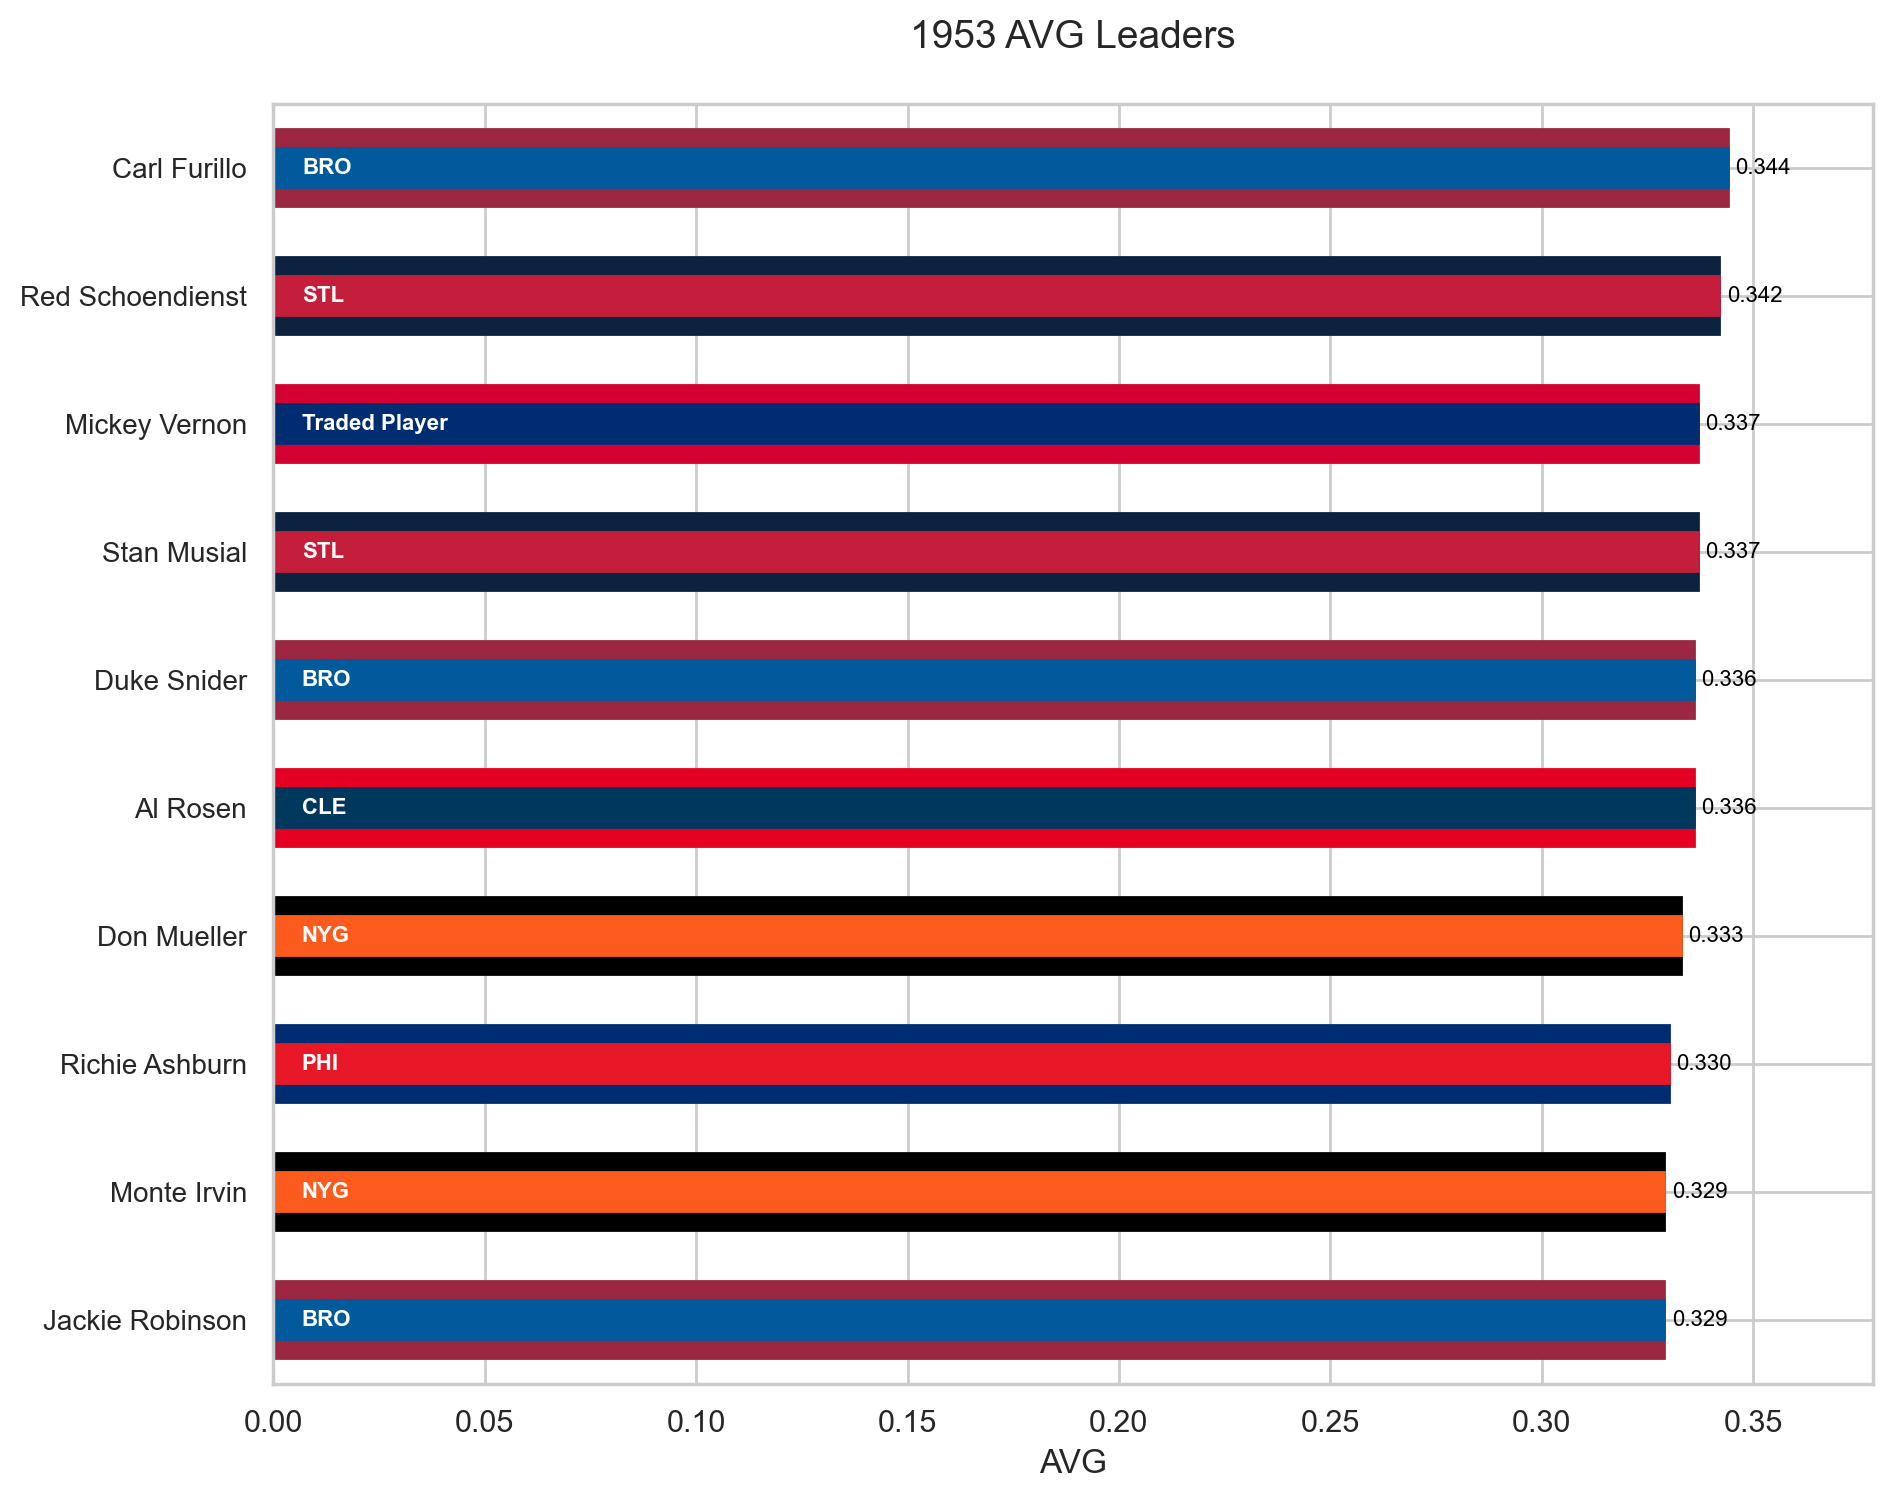 1953 AVG Leaders
Carl Furillo BRO 0.344
Red Schoendienst STL 0.342
Mickey Vernon Traded Player 0.337
Stan Musial STL 0.337
Duke Snider BRO 0.336
Al Rosen CLE 0.336
Don Mueller NYG 0.333
Richie Ashburn PHI 0.330
Monte Irvin NYG 0.329
Jackie Robinson BRO 0.329
0.00 0.05 0.10 0.15 0.20 0.25 0.30 0.35
AVG